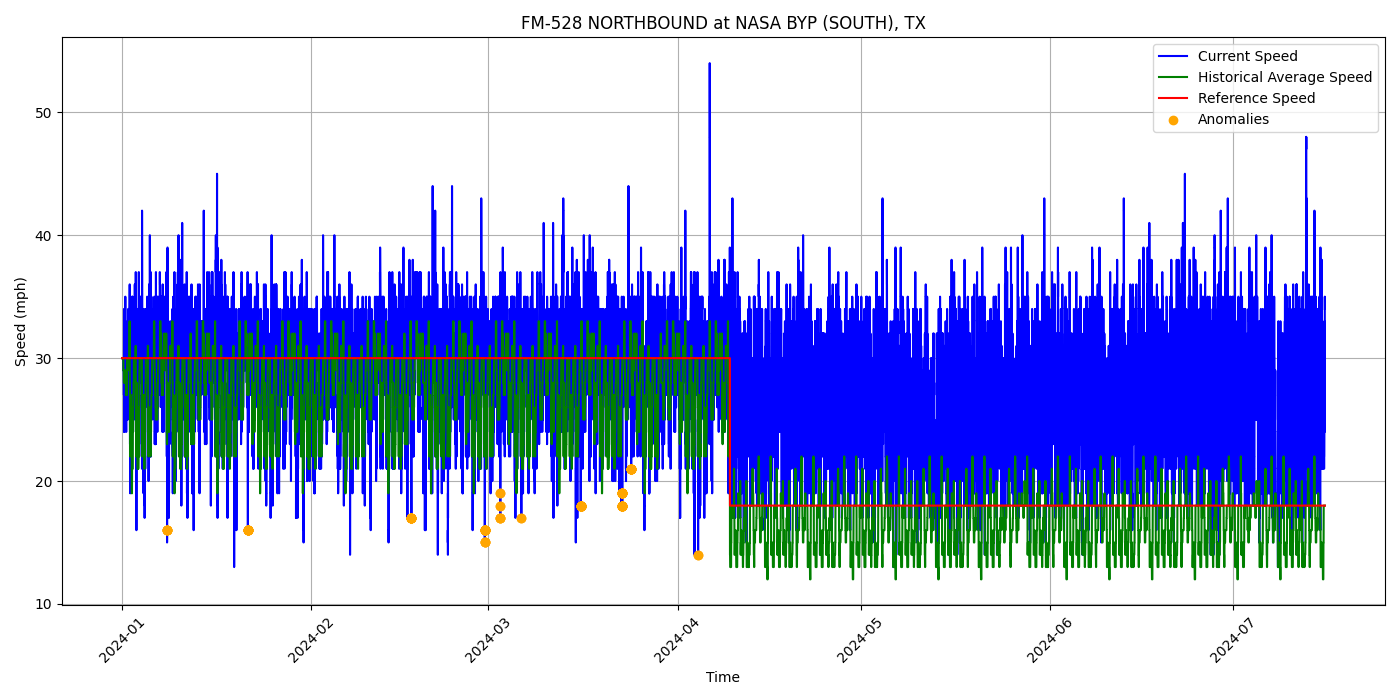 FM-528 NORTHBOUND at NASA BYP (SOUTH), TX
Current Speed
Historical Average Speed
Reference Speed
Anomalies
Speed (mph)
50
40
30
20
10
2024-01
2024-02
2024-03
2024-04
2024-05
2024-06
2024-07
Time